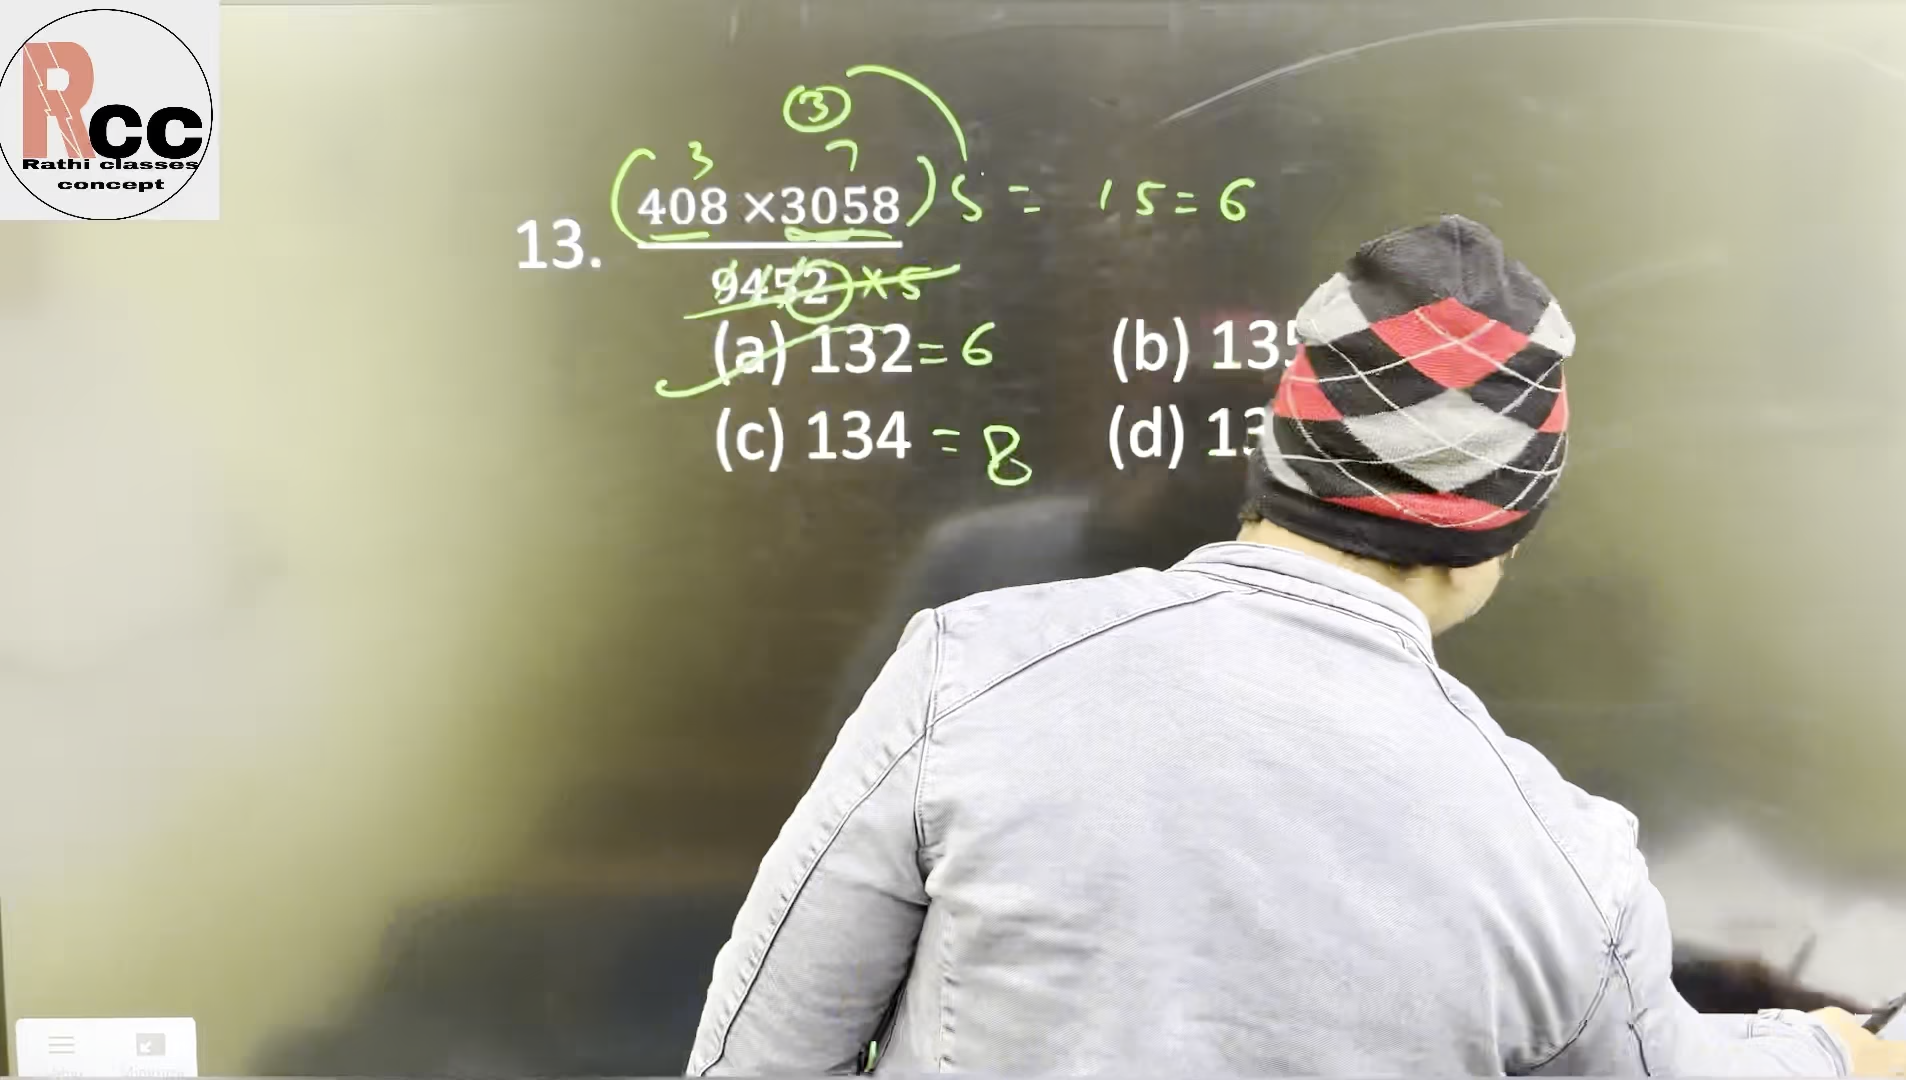 Rcc
Rathi classes
concept
3
3 7
13. (408 ×3058) 5 = 15 = 6
9452 × 5
(a) 132 = 6 (b) 135
(c) 134 = 8 (d) 13